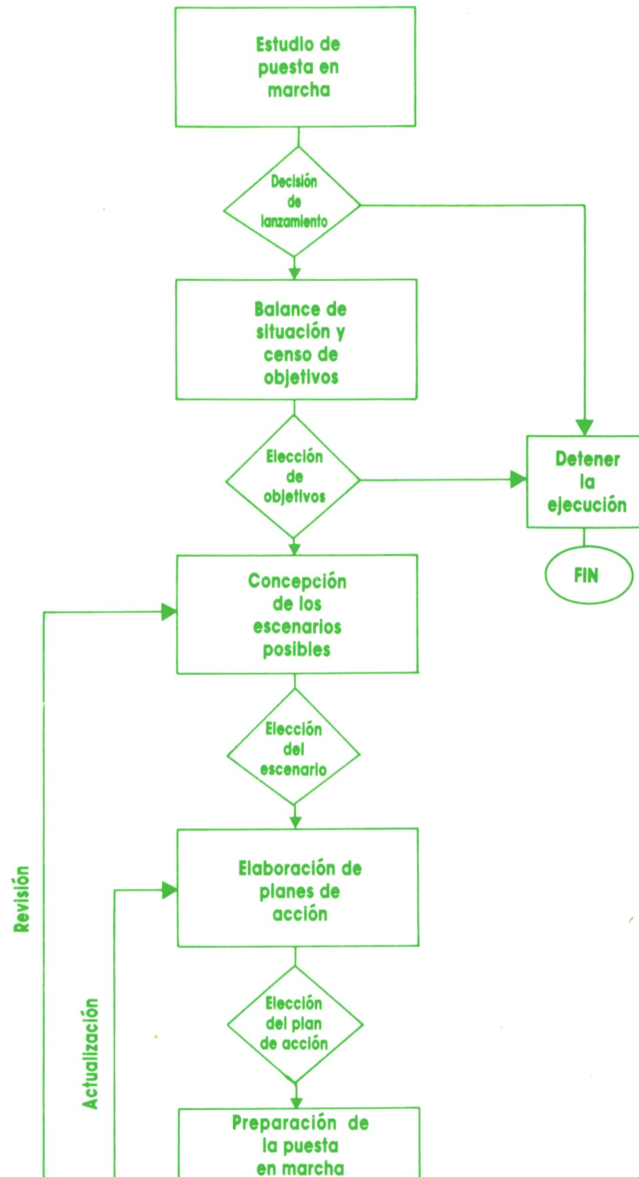 Estudio de
puesta en
marcha
Decisión
de
lanzamiento
Balance de
situación y
censo de
objetivos
Elección
de
objetivos
Detener
la
ejecución
FIN
Concepción
de los
escenarios
posibles
Elección
del
escenario
Elaboración de
planes de
acción
Revisión
Actualización
Elección
del plan
de acción
Preparación de
la puesta
en marcha